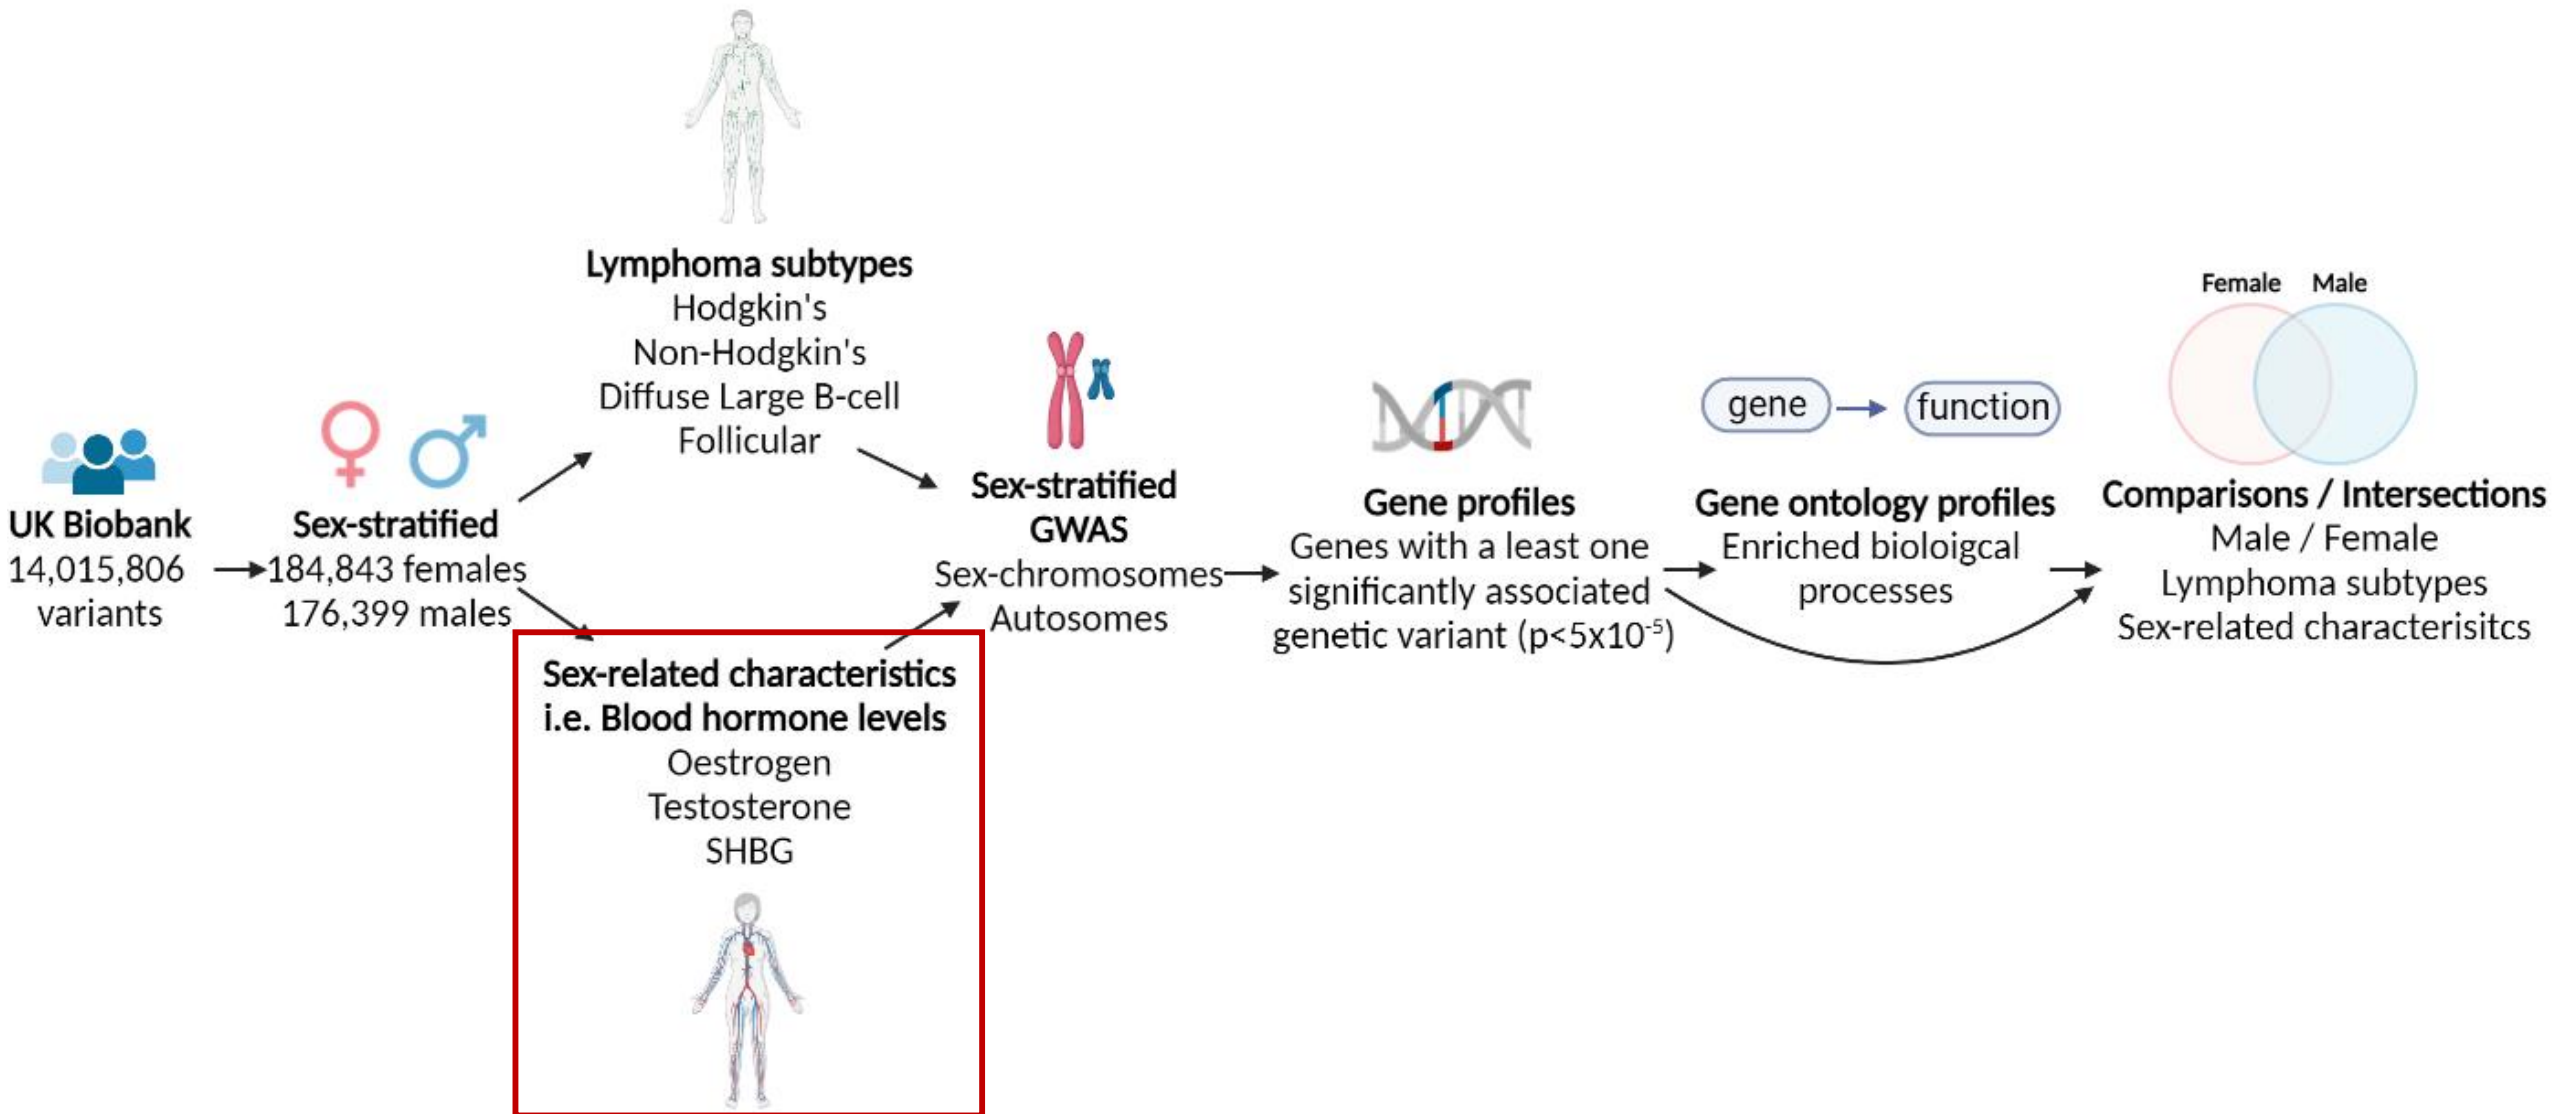 UK Biobank
14,015,806
variants
Sex-stratified
184,843 females
176,399 males
Lymphoma subtypes
Hodgkin's
Non-Hodgkin's
Diffuse Large B-cell
Follicular
Sex-related characteristics
i.e. Blood hormone levels
Oestrogen
Testosterone
SHBG
Sex-stratified
GWAS
Sex-chromosomes
Autosomes
Gene profiles
Genes with a least one
significantly associated
genetic variant (p<5x10⁻⁵)
gene
function
Gene ontology profiles
Enriched bioloigcal
processes
Female Male
Comparisons / Intersections
Male / Female
Lymphoma subtypes
Sex-related characterisitcs